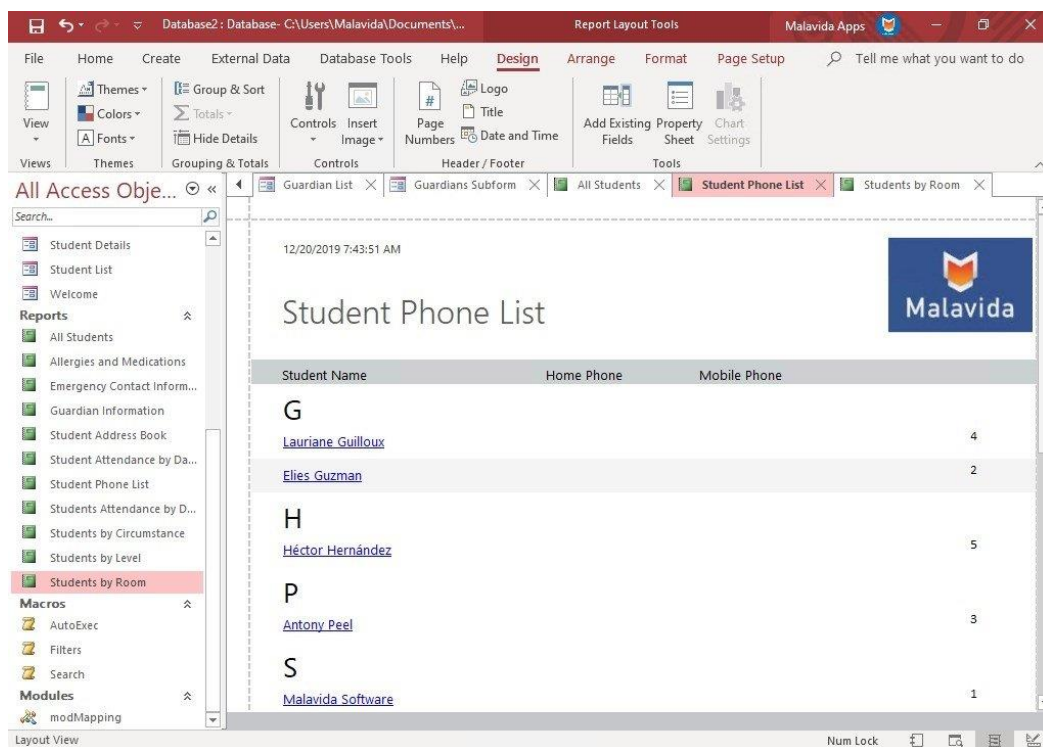 Database2 : Database- C:\Users\Malavida\Documents\...
Report Layout Tools
Malavida Apps
File Home Create External Data Database Tools Help Design Arrange Format Page Setup Tell me what you want to do
View
Themes
Colors
A Fonts
Group & Sort
Totals
Hide Details
Controls
Insert Image
# Page Numbers
Logo
Title
Date and Time
Add Existing Fields
Property Sheet
Chart Settings
Views Themes Grouping & Totals Controls Header / Footer Tools
All Access Obje...
Search...
Student Details
Student List
Welcome
Reports
All Students
Allergies and Medications
Emergency Contact Inform...
Guardian Information
Student Address Book
Student Attendance by Da...
Student Phone List
Students Attendance by D...
Students by Circumstance
Students by Level
Students by Room
Macros
AutoExec
Filters
Search
Modules
modMapping
Guardian List Guardians Subform All Students Student Phone List Students by Room
12/20/2019 7:43:51 AM
Malavida
Student Phone List
Student Name Home Phone Mobile Phone
G
Lauriane Guilloux 4
Elies Guzman 2
H
Héctor Hernández 5
P
Antony Peel 3
S
Malavida Software 1
Layout View
Num Lock